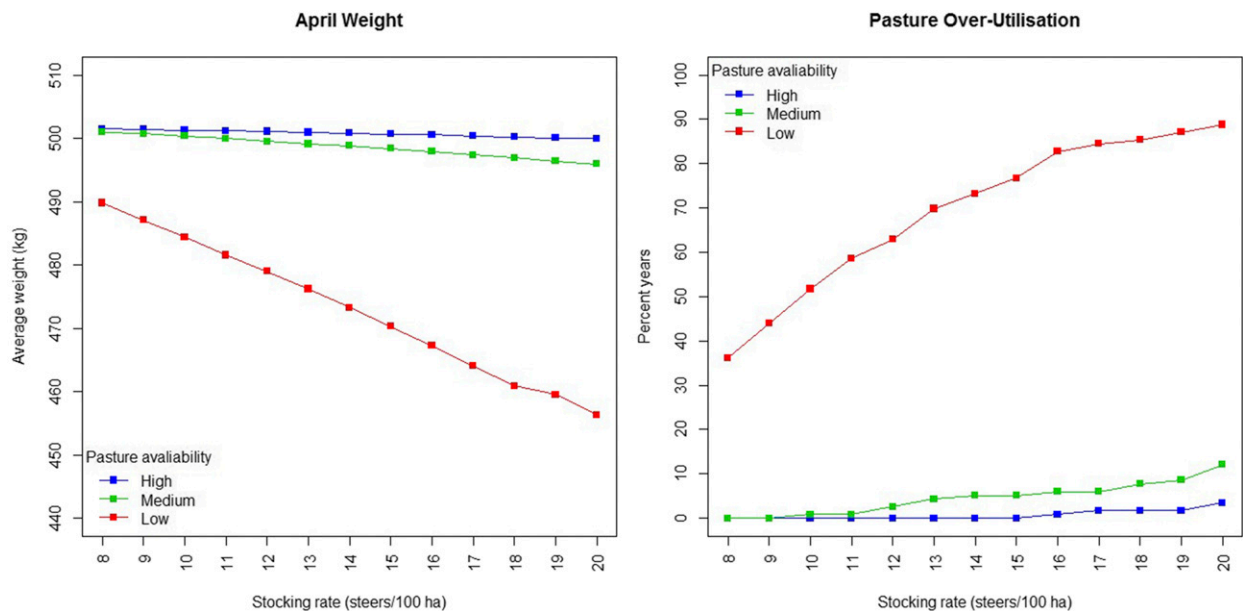 April Weight
Average weight (kg)
510
500
490
480
470
460
450
440
Pasture avaliability
High
Medium
Low
8 9 10 11 12 13 14 15 16 17 18 19 20
Stocking rate (steers/100 ha)
Pasture Over-Utilisation
Percent years
100
90
80
70
60
50
40
30
20
10
0
Pasture avaliability
High
Medium
Low
8 9 10 11 12 13 14 15 16 17 18 19 20
Stocking rate (steers/100 ha)